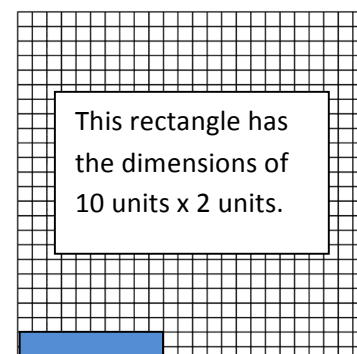 This rectangle has
the dimensions of
10 units x 2 units.